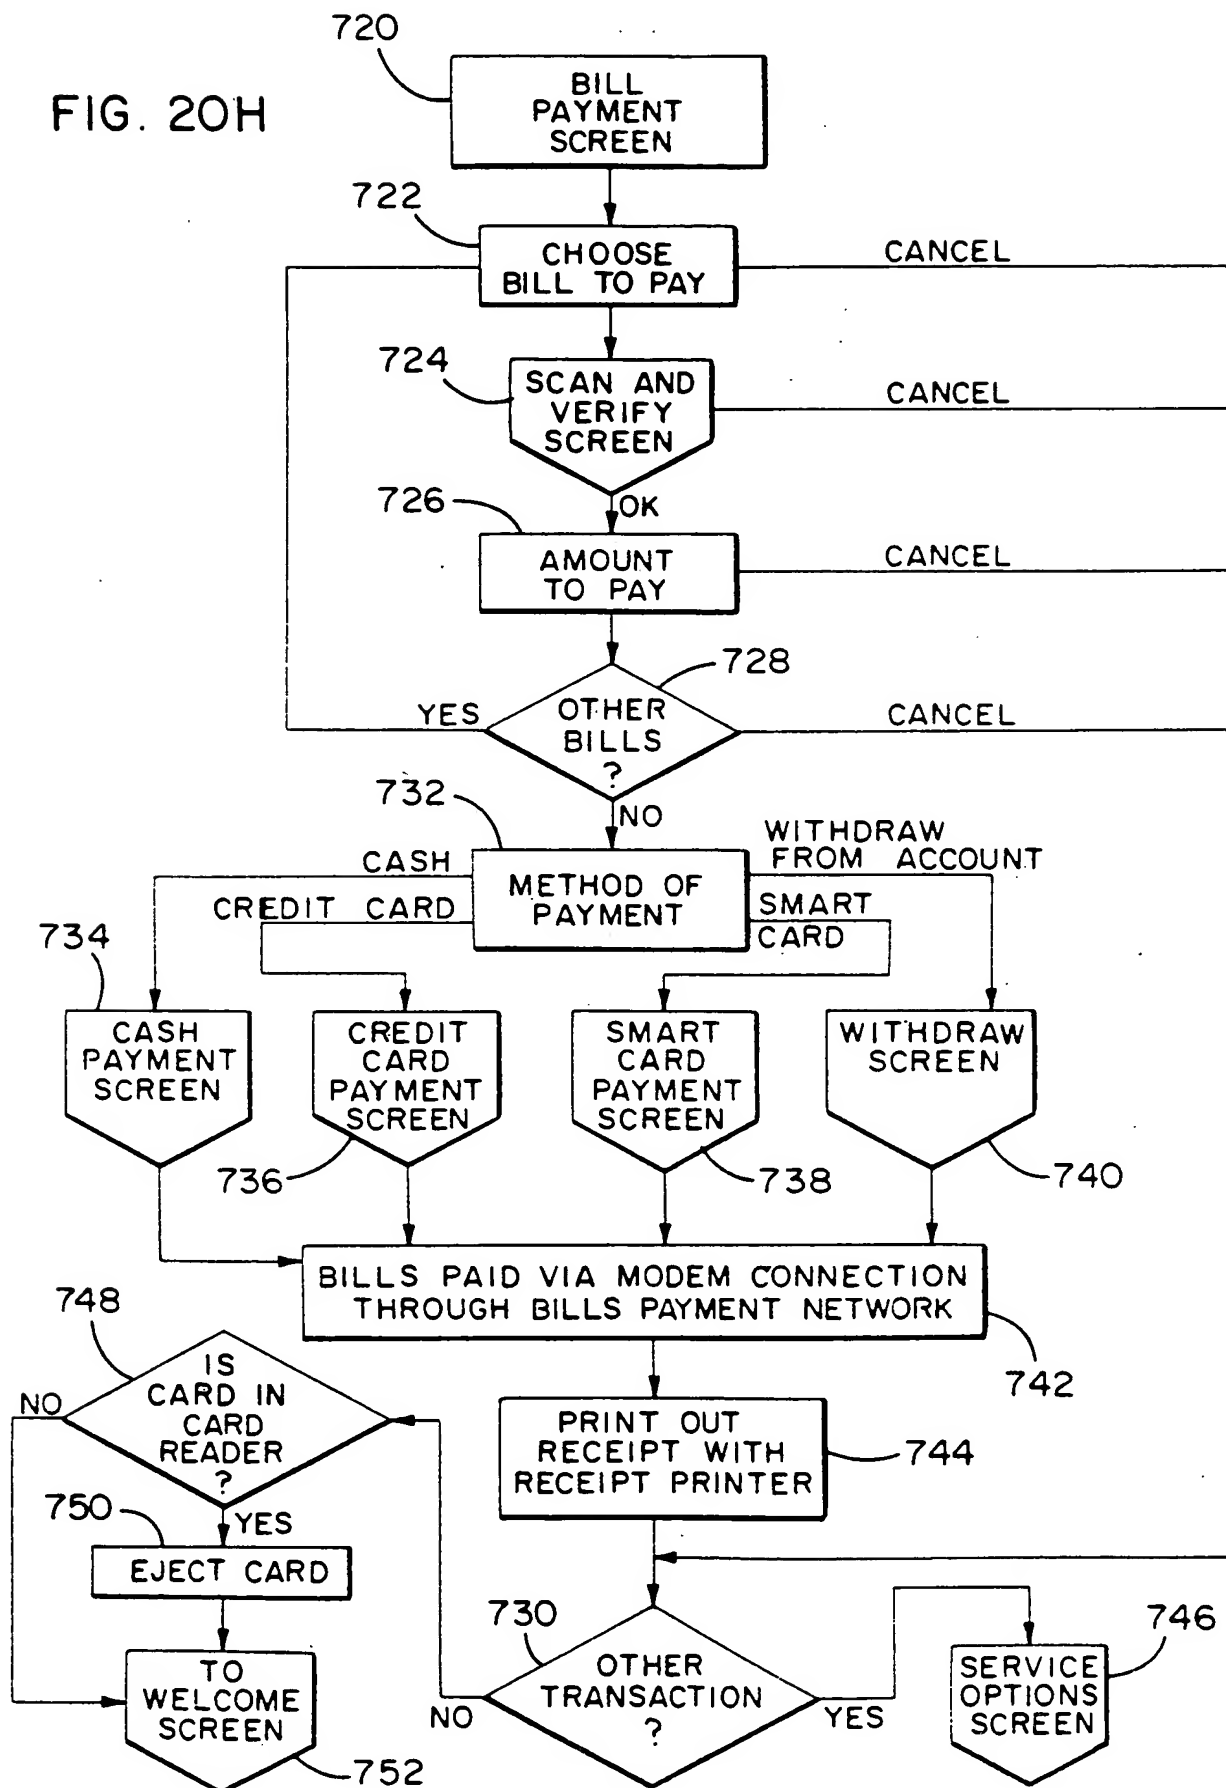 720
FIG. 20H
BILL
PAYMENT
SCREEN
722
CHOOSE
BILL TO PAY
CANCEL
724
SCAN AND
VERIFY
SCREEN
CANCEL
726
OK
AMOUNT
TO PAY
CANCEL
728
YES
OTHER
BILLS
?
CANCEL
732
NO
CASH
METHOD OF
PAYMENT
WITHDRAW
FROM ACCOUNT
CREDIT CARD
SMART
CARD
734
CASH
PAYMENT
SCREEN
CREDIT
CARD
PAYMENT
SCREEN
SMART
CARD
PAYMENT
SCREEN
WITHDRAW
SCREEN
736
738
740
BILLS PAID VIA MODEM CONNECTION
THROUGH BILLS PAYMENT NETWORK
742
748
NO
IS
CARD IN
CARD
READER
?
PRINT OUT
RECEIPT WITH
RECEIPT PRINTER
744
750
YES
EJECT CARD
730
746
TO
WELCOME
SCREEN
752
NO
OTHER
TRANSACTION
?
YES
SERVICE
OPTIONS
SCREEN